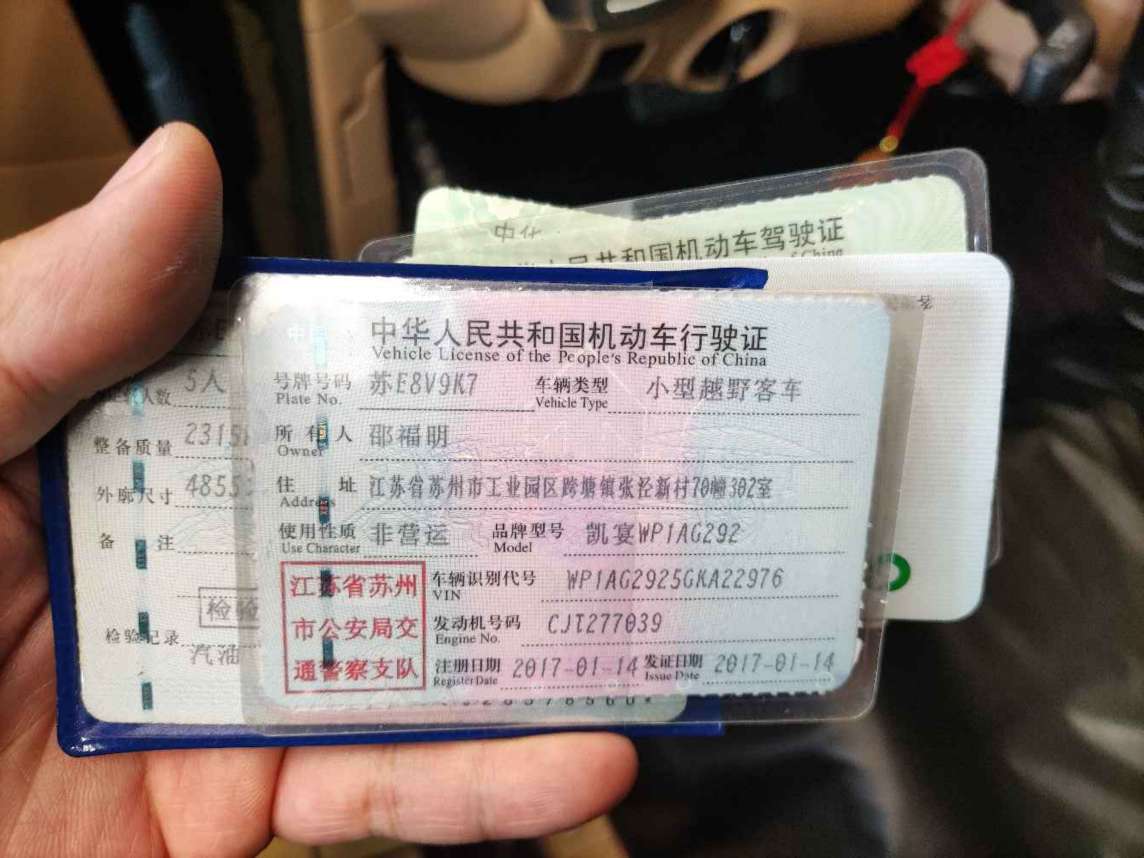 中华人民共和国机动车驾驶证
中华人民共和国机动车行驶证
Vehicle License of the People's Republic of China
号牌号码 苏E8V9K7 车辆类型 小型越野客车
Plate No. Vehicle Type
所有人 邵福明
Owner
住址 江苏省苏州市工业园区跨塘镇张泾新村70幢302室
Address
使用性质 非营运 品牌型号 凯宴WP1AG292
Use Character Model
江苏省苏州
市公安局交
通警察支队
车辆识别代号 WP1AG2925GKA22976
VIN
发动机号码 CJT277039
Engine No.
注册日期 2017-01-14 发证日期 2017-01-14
Register Date Issue Date
人数 5人
整备质量 2315
外廓尺寸 4855
备注
检验
检验记录
汽油